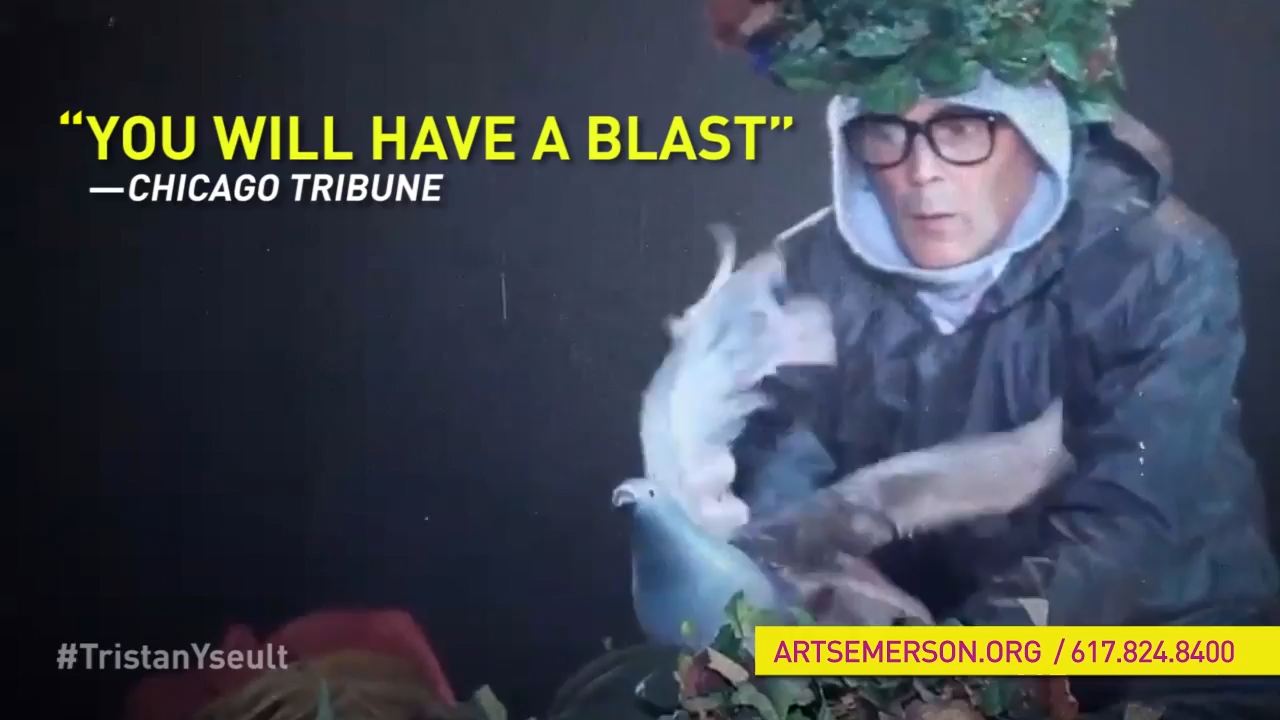 “YOU WILL HAVE A BLAST”
—CHICAGO TRIBUNE
#TristanYseult
ARTSEMERSON.ORG / 617.824.8400